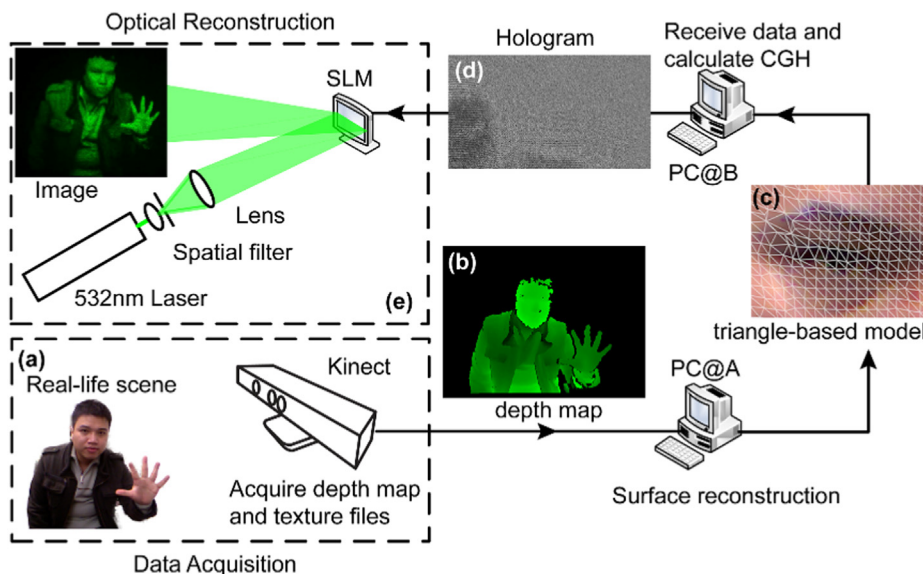 Optical Reconstruction
SLM
Image
Lens
Spatial filter
532nm Laser
(e)
Hologram
(d)
Receive data and
calculate CGH
PC@B
(c)
triangle-based model
(b)
depth map
PC@A
Surface reconstruction
(a)
Real-life scene
Kinect
Acquire depth map
and texture files
Data Acquisition